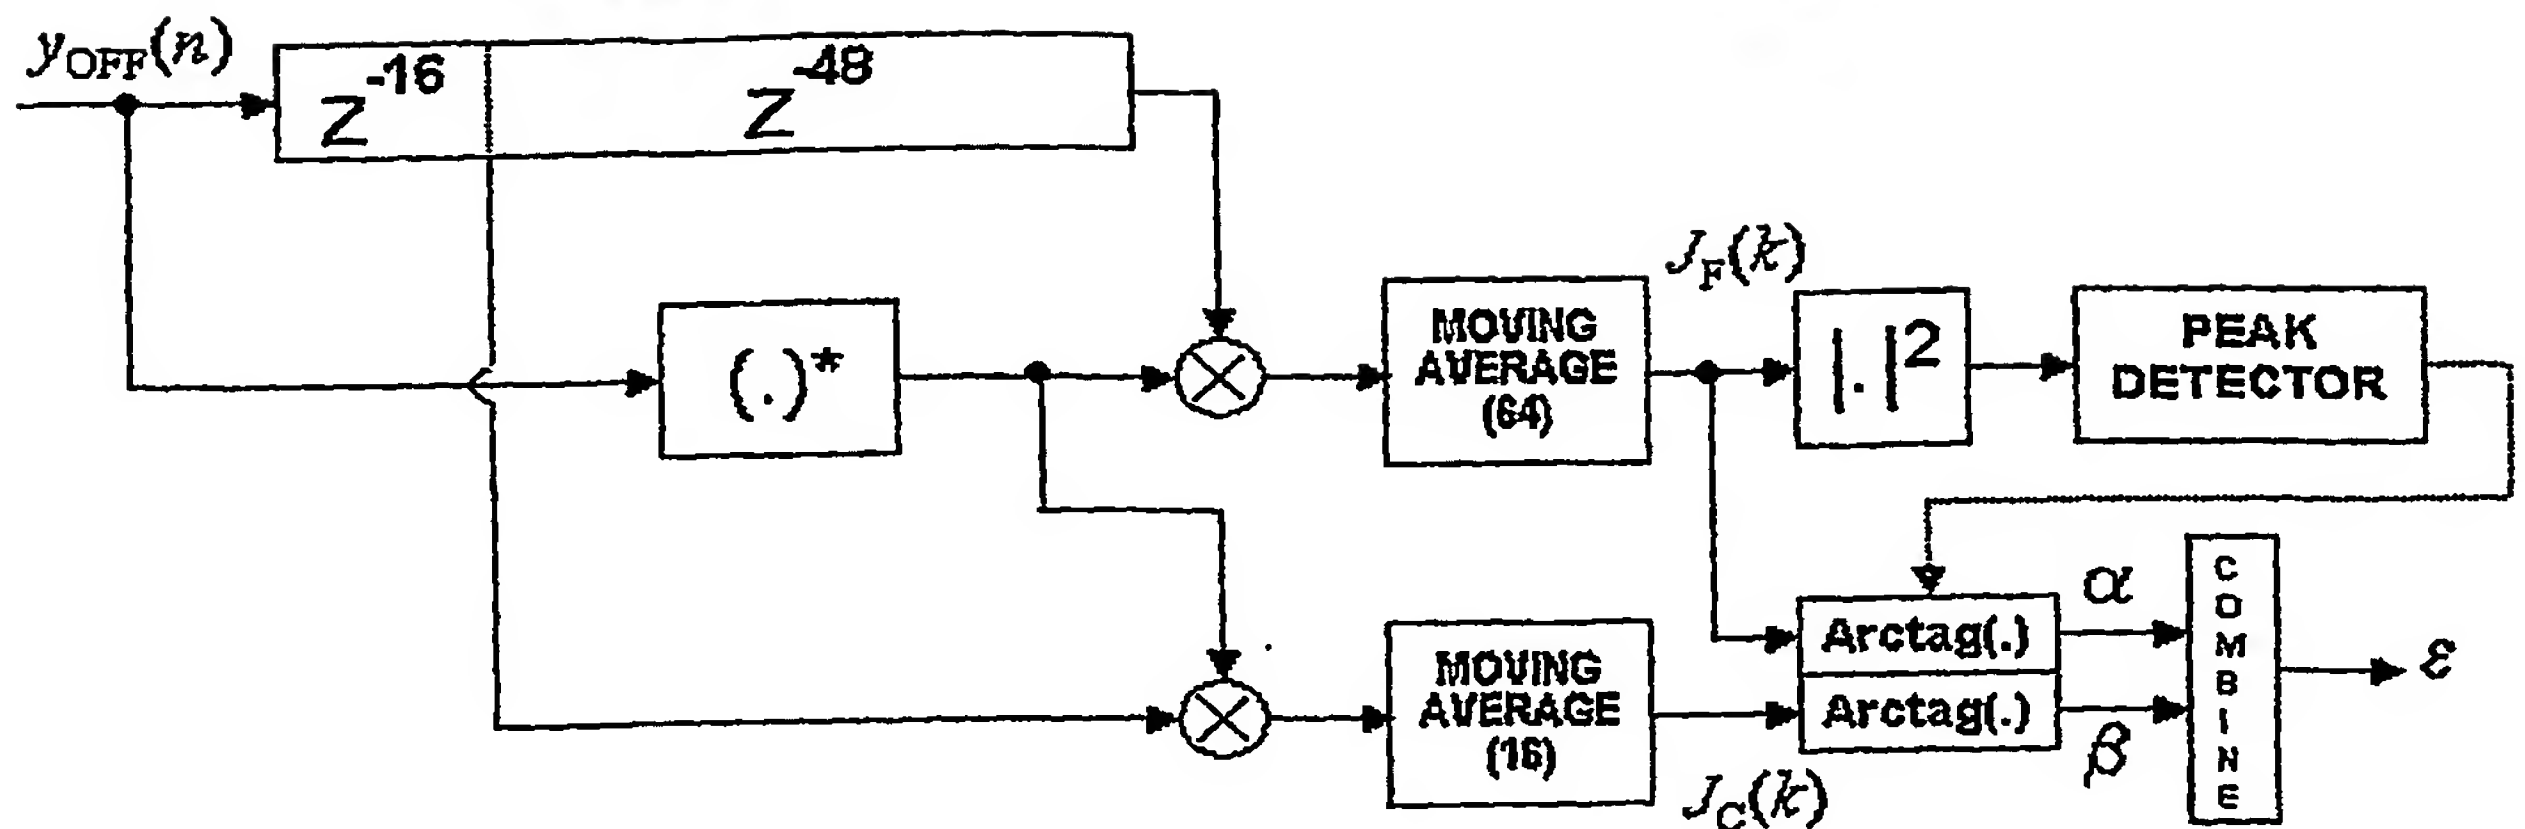 y_OFF(n)
Z^-16
Z^-48
(.)*
MOVING
AVERAGE
(64)
J_F(k)
|.|^2
PEAK
DETECTOR
MOVING
AVERAGE
(16)
J_C(k)
Arctag(.)
Arctag(.)
α
β
COMBINE
ε